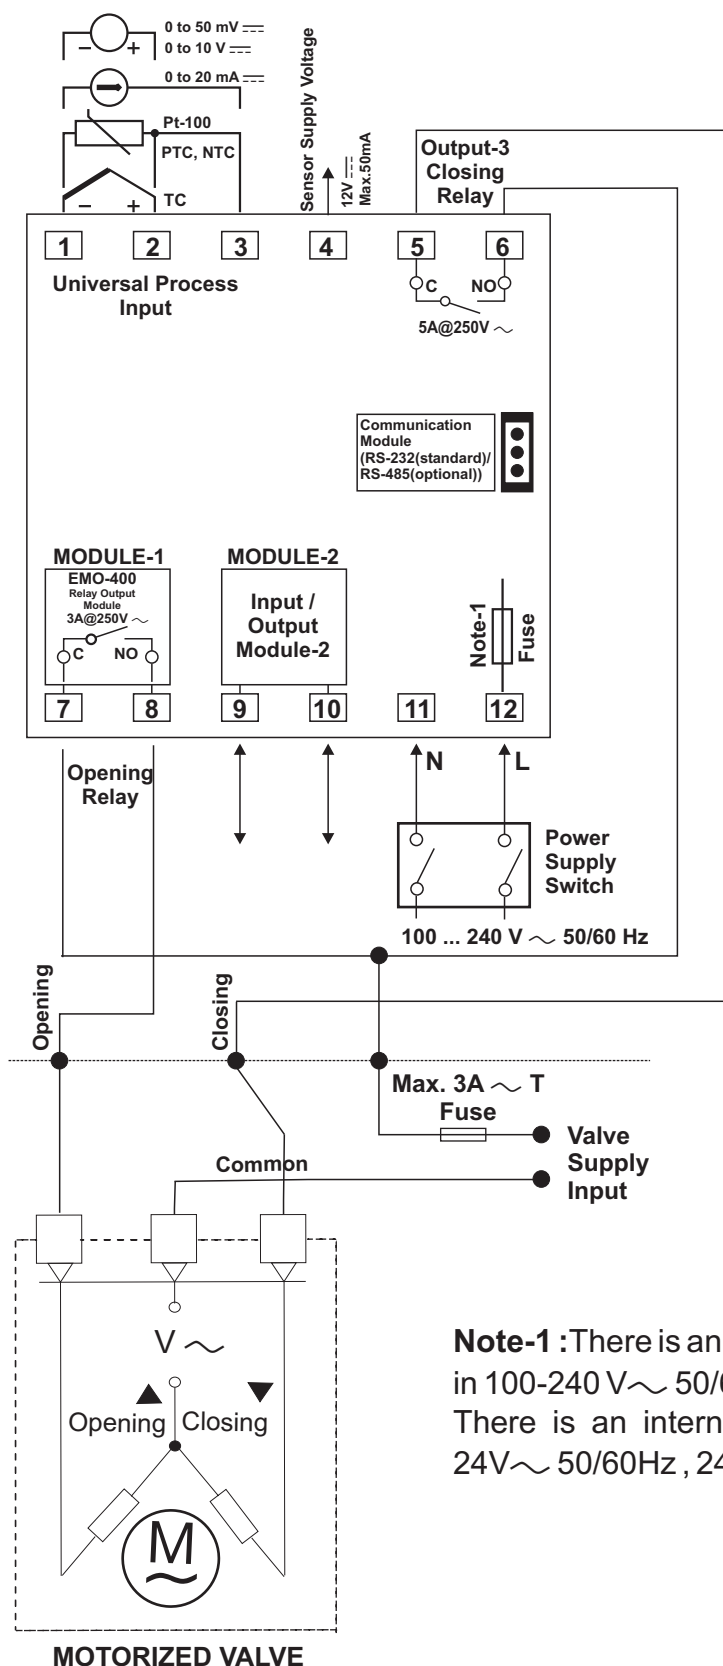 0 to 50 mV
0 to 10 V
− +
0 to 20 mA
Pt-100
PTC, NTC
TC
− +
Sensor Supply Voltage
12V
Max.50mA
Output-3
Closing
Relay
1 2 3 4 5 6
Universal Process
Input
C NO
5A@250V ～
Communication
Module
(RS-232(standard)/
RS-485(optional))
MODULE-1
EMO-400
Relay Output
Module
3A@250V ～
C NO
MODULE-2
Input /
Output
Module-2
Note-1
Fuse
7 8 9 10 11 12
Opening
Relay
N L
Power
Supply
Switch
100 ... 240 V ～ 50/60 Hz
Opening
Closing
Max. 3A ～ T
Fuse
Valve
Supply
Input
Common
V ～
Opening Closing
M
～
MOTORIZED VALVE
Note-1 :There is an
in 100-240 V～ 50/6
There is an intern
24V～ 50/60Hz , 24